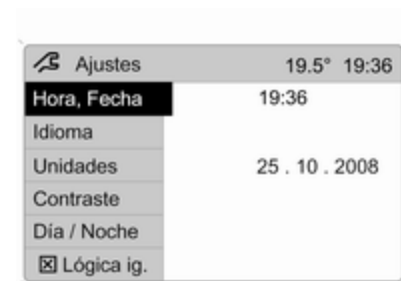 Ajustes 19.5° 19:36
Hora, Fecha 19:36
Idioma
Unidades 25 . 10 . 2008
Contraste
Día / Noche
☒ Lógica ig.